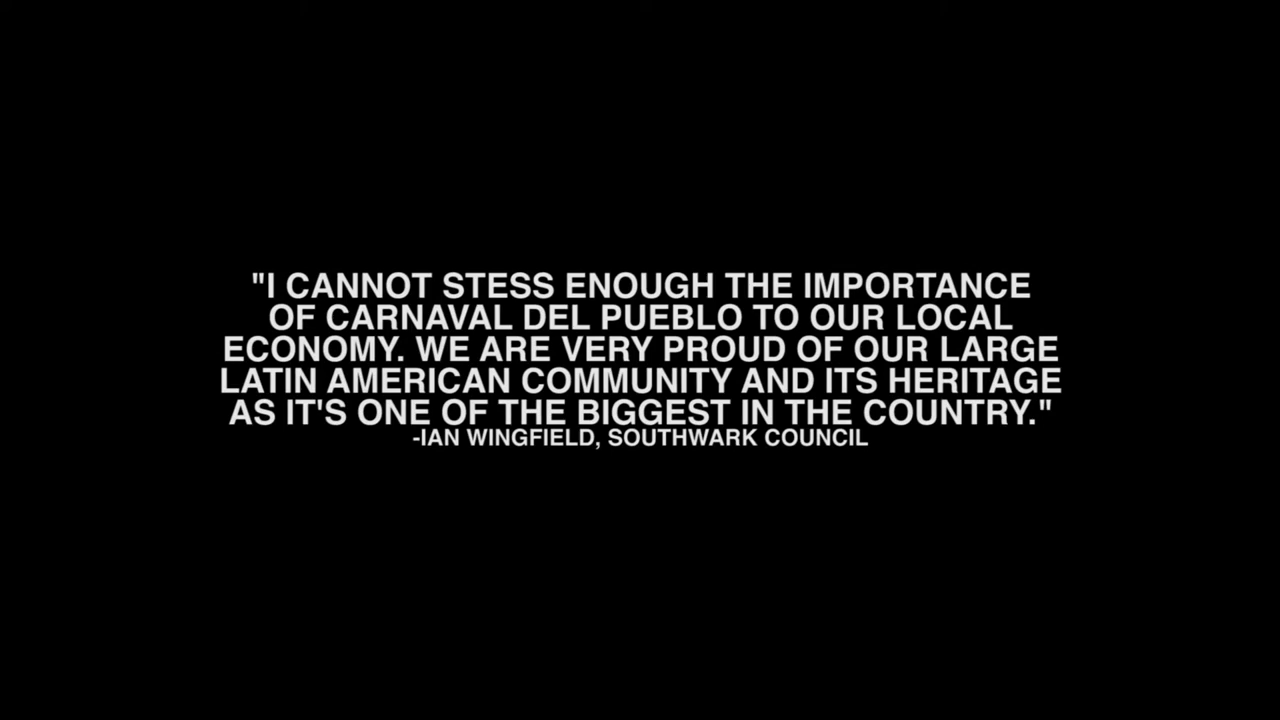 "I CANNOT STESS ENOUGH THE IMPORTANCE
OF CARNAVAL DEL PUEBLO TO OUR LOCAL
ECONOMY. WE ARE VERY PROUD OF OUR LARGE
LATIN AMERICAN COMMUNITY AND ITS HERITAGE
AS IT'S ONE OF THE BIGGEST IN THE COUNTRY."
-IAN WINGFIELD, SOUTHWARK COUNCIL